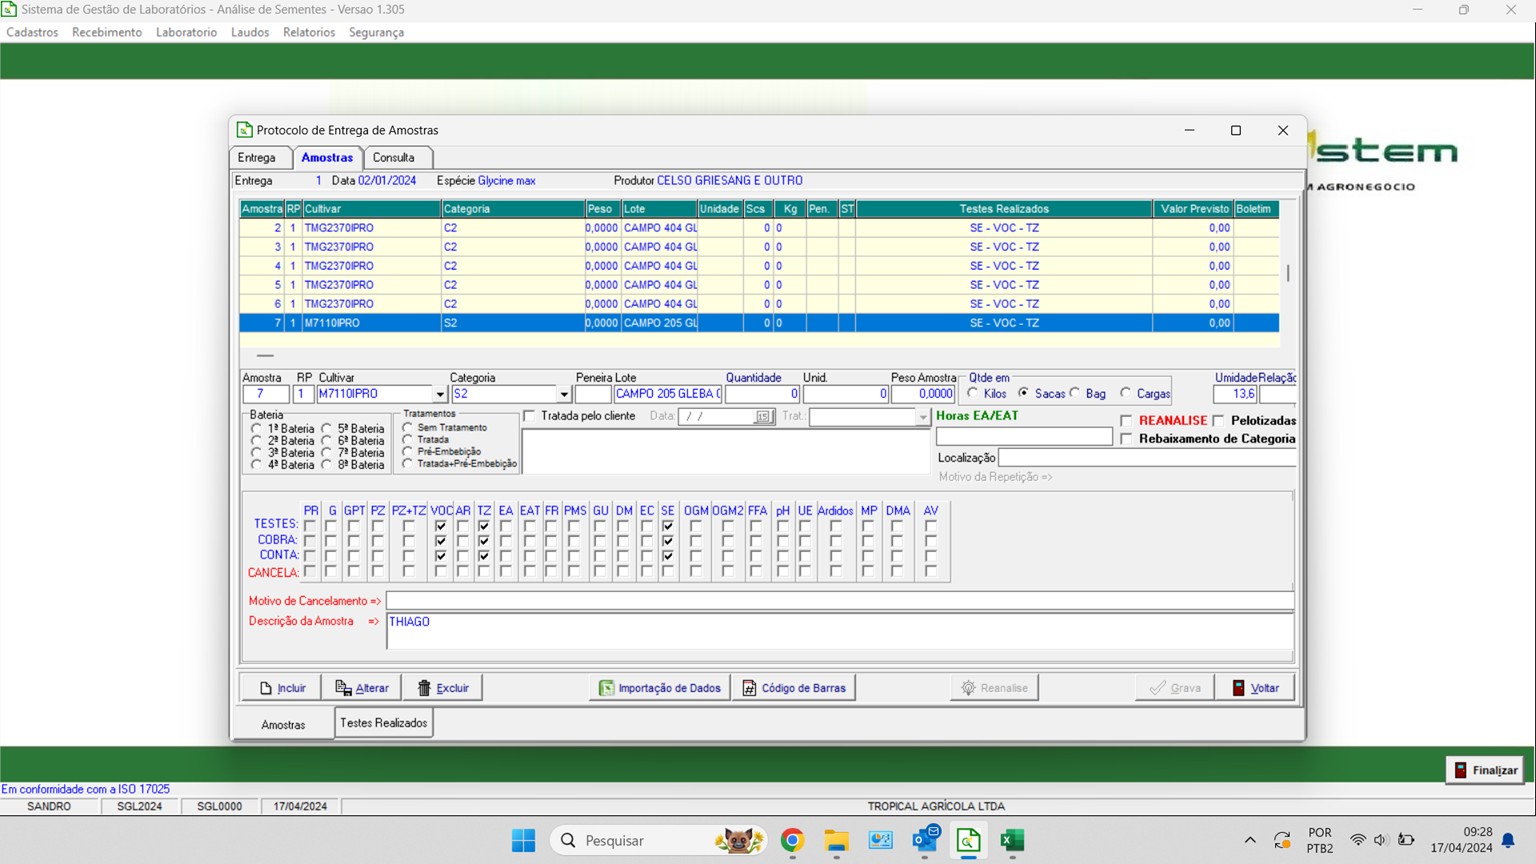 Sistema de Gestão de Laboratórios - Análise de Sementes - Versao 1.305
Cadastros Recebimento Laboratorio Laudos Relatorios Segurança
stem
M AGRONEGOCIO
Protocolo de Entrega de Amostras
Entrega Amostras Consulta
Entrega 1 Data 02/01/2024 Espécie Glycine max Produtor CELSO GRIESANG E OUTRO
Amostra RP Cultivar Categoria Peso Lote Unidade Scs Kg Pen. ST Testes Realizados Valor Previsto Boletim
2 1 TMG2370IPRO C2 0,0000 CAMPO 404 GL 0 0 SE - VOC - TZ 0,00
3 1 TMG2370IPRO C2 0,0000 CAMPO 404 GL 0 0 SE - VOC - TZ 0,00
4 1 TMG2370IPRO C2 0,0000 CAMPO 404 GL 0 0 SE - VOC - TZ 0,00
5 1 TMG2370IPRO C2 0,0000 CAMPO 404 GL 0 0 SE - VOC - TZ 0,00
6 1 TMG2370IPRO C2 0,0000 CAMPO 404 GL 0 0 SE - VOC - TZ 0,00
7 1 M7110IPRO S2 0,0000 CAMPO 205 GL 0 0 SE - VOC - TZ 0,00
Amostra RP Cultivar Categoria Peneira Lote Quantidade Unid. Peso Amostra Qtde em Umidade Relação
7 1 M7110IPRO S2 CAMPO 205 GLEBA 0 0 0,0000 Kilos Sacas Bag Cargas 13,6
Bateria Tratamentos Tratada pelo cliente Data: / / 15 Trat.: Horas EA/EAT REANALISE Pelotizadas
1ª Bateria 5ª Bateria Sem Tratamento
2ª Bateria 6ª Bateria Tratada Rebaixamento de Categoria
3ª Bateria 7ª Bateria Pré-Embebição Localização
4ª Bateria 8ª Bateria Tratada+Pré-Embebição
Motivo da Repetição =>
PR G GPT PZ PZ+TZ VOC AR TZ EA EAT FR PMS GU DM EC SE OGM OGM2 FFA pH UE Ardidos MP DMA AV
TESTES:
COBRA:
CONTA:
CANCELA:
Motivo de Cancelamento =>
Descrição da Amostra => THIAGO
Incluir Alterar Excluir Importação de Dados Código de Barras Reanalise Grava Voltar
Amostras Testes Realizados
Finalizar
Em conformidade com a ISO 17025
SANDRO SGL2024 SGL0000 17/04/2024 TROPICAL AGRÍCOLA LTDA
Pesquisar
POR
PTB2
09:28
17/04/2024